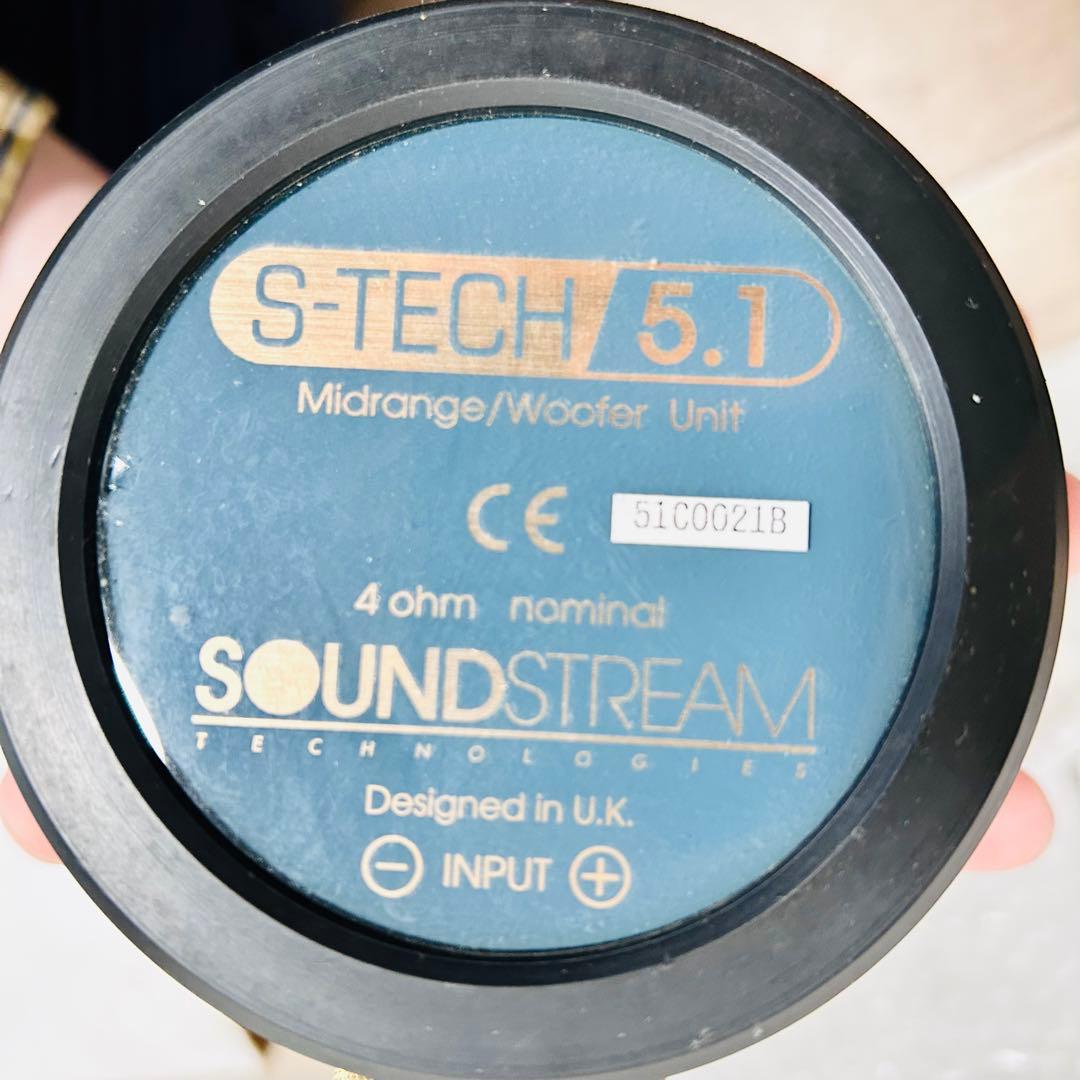 S-TECH 5.1
Midrange/Woofer Unit
CE 51C0021B
4 ohm nominal
SOUNDSTREAM
TECHNOLOGIES
Designed in U.K.
- INPUT +